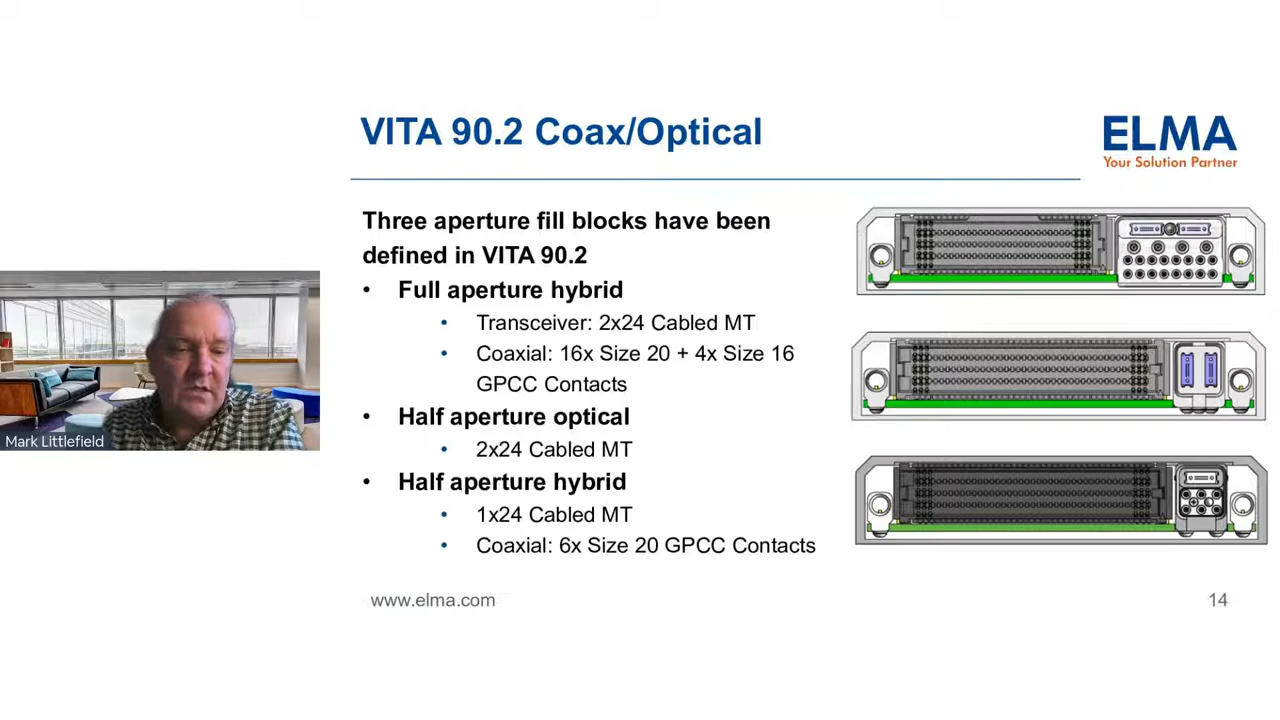 VITA 90.2 Coax/Optical
ELMA
Your Solution Partner
Three aperture fill blocks have been
defined in VITA 90.2
• Full aperture hybrid
• Transceiver: 2x24 Cabled MT
• Coaxial: 16x Size 20 + 4x Size 16
GPCC Contacts
• Half aperture optical
• 2x24 Cabled MT
• Half aperture hybrid
• 1x24 Cabled MT
• Coaxial: 6x Size 20 GPCC Contacts
Mark Littlefield
www.elma.com
14